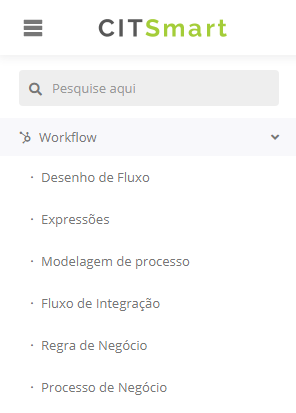 CITSmart
Pesquise aqui
Workflow
· Desenho de Fluxo
· Expressões
· Modelagem de processo
· Fluxo de Integração
· Regra de Negócio
· Processo de Negócio